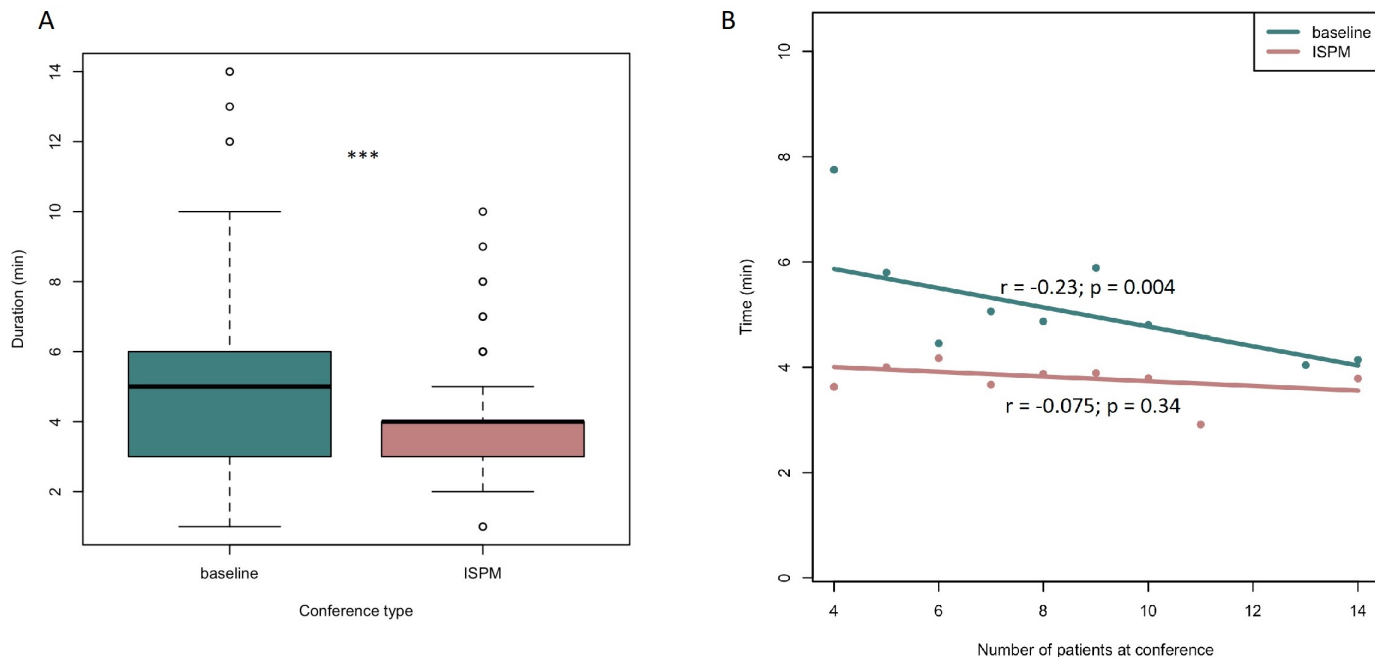 A
Duration (min)
14
12
10
8
6
4
2
***
baseline
ISPM
Conference type
B
Time (min)
10
8
6
4
2
0
baseline
ISPM
r = -0.23; p = 0.004
r = -0.075; p = 0.34
4
6
8
10
12
14
Number of patients at conference